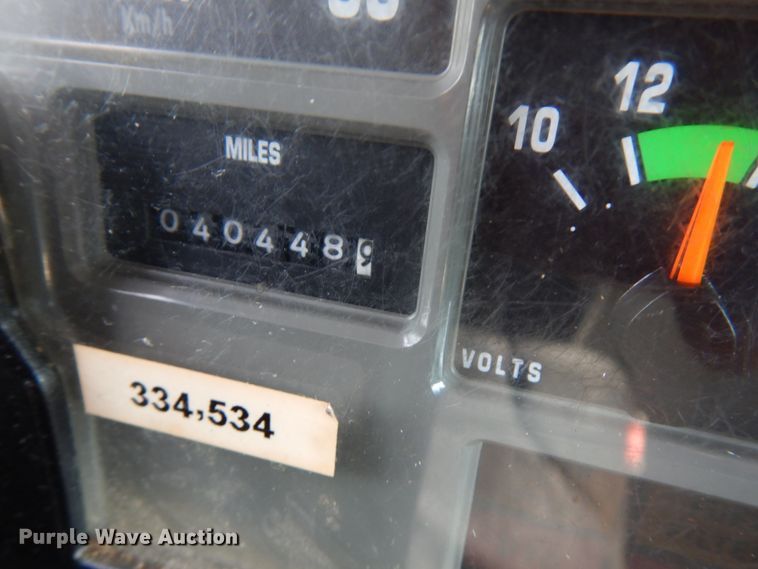 Km/h
MILES
0404489
334,534
10
12
VOLTS
Purple Wave Auction